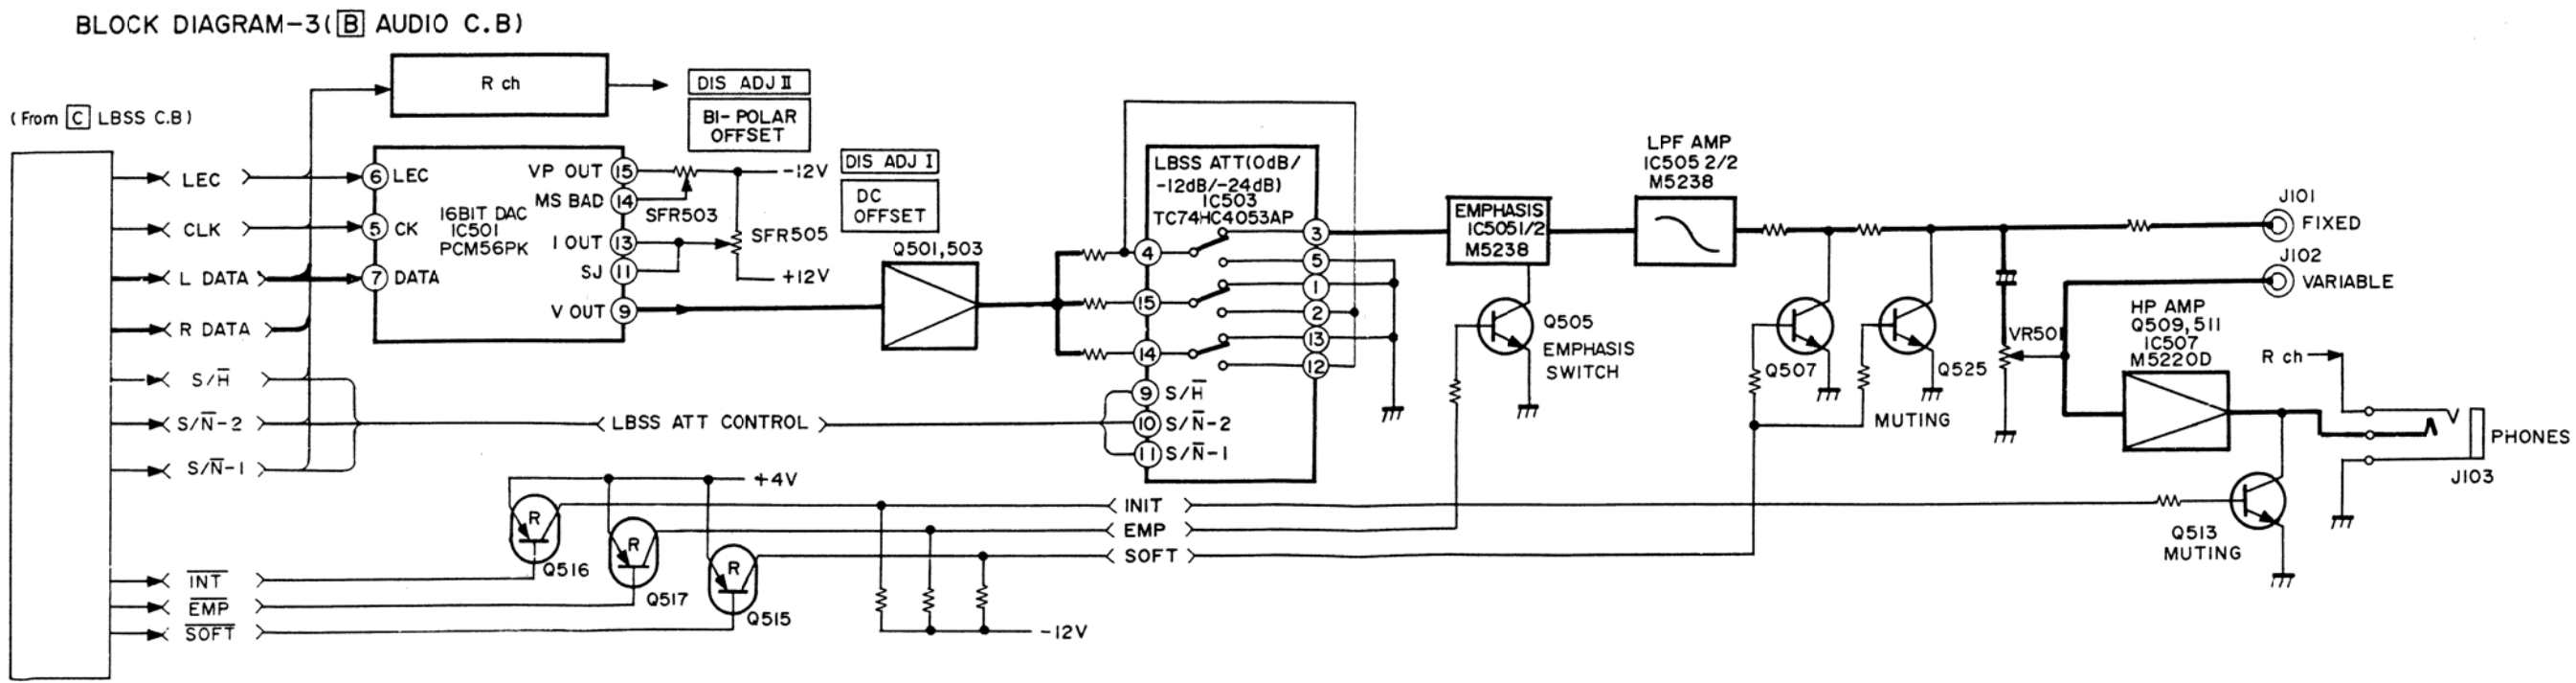 BLOCK DIAGRAM-3( B AUDIO C.B)
(From C LBSS C.B)
R ch
DIS ADJ II
BI-POLAR
OFFSET
DIS ADJ I
DC
OFFSET
LEC
CLK
L DATA
R DATA
S/H̅
S/N̅-2
S/N̅-1
I̅N̅T̅
E̅M̅P̅
S̅O̅F̅T̅
6 LEC
5 CK
7 DATA
16BIT DAC
IC501
PCM56PK
VP OUT 15
MS BAD 14
I OUT 13
SJ 11
V OUT 9
-12V
SFR503
SFR505
+12V
Q501,503
LBSS ATT(0dB/
-12dB/-24dB)
IC503
TC74HC4053AP
4
15
14
9 S/H̅
10 S/N̅-2
11 S/N̅-1
3
5
1
2
13
12
LBSS ATT CONTROL
+4V
R
Q516
R
Q517
R
Q515
-12V
INIT
EMP
SOFT
EMPHASIS
IC505 1/2
M5238
Q505
EMPHASIS
SWITCH
LPF AMP
IC505 2/2
M5238
Q507
Q525
MUTING
VR501
J101
FIXED
J102
VARIABLE
HP AMP
Q509,511
IC507
M5220D
R ch
PHONES
J103
Q513
MUTING